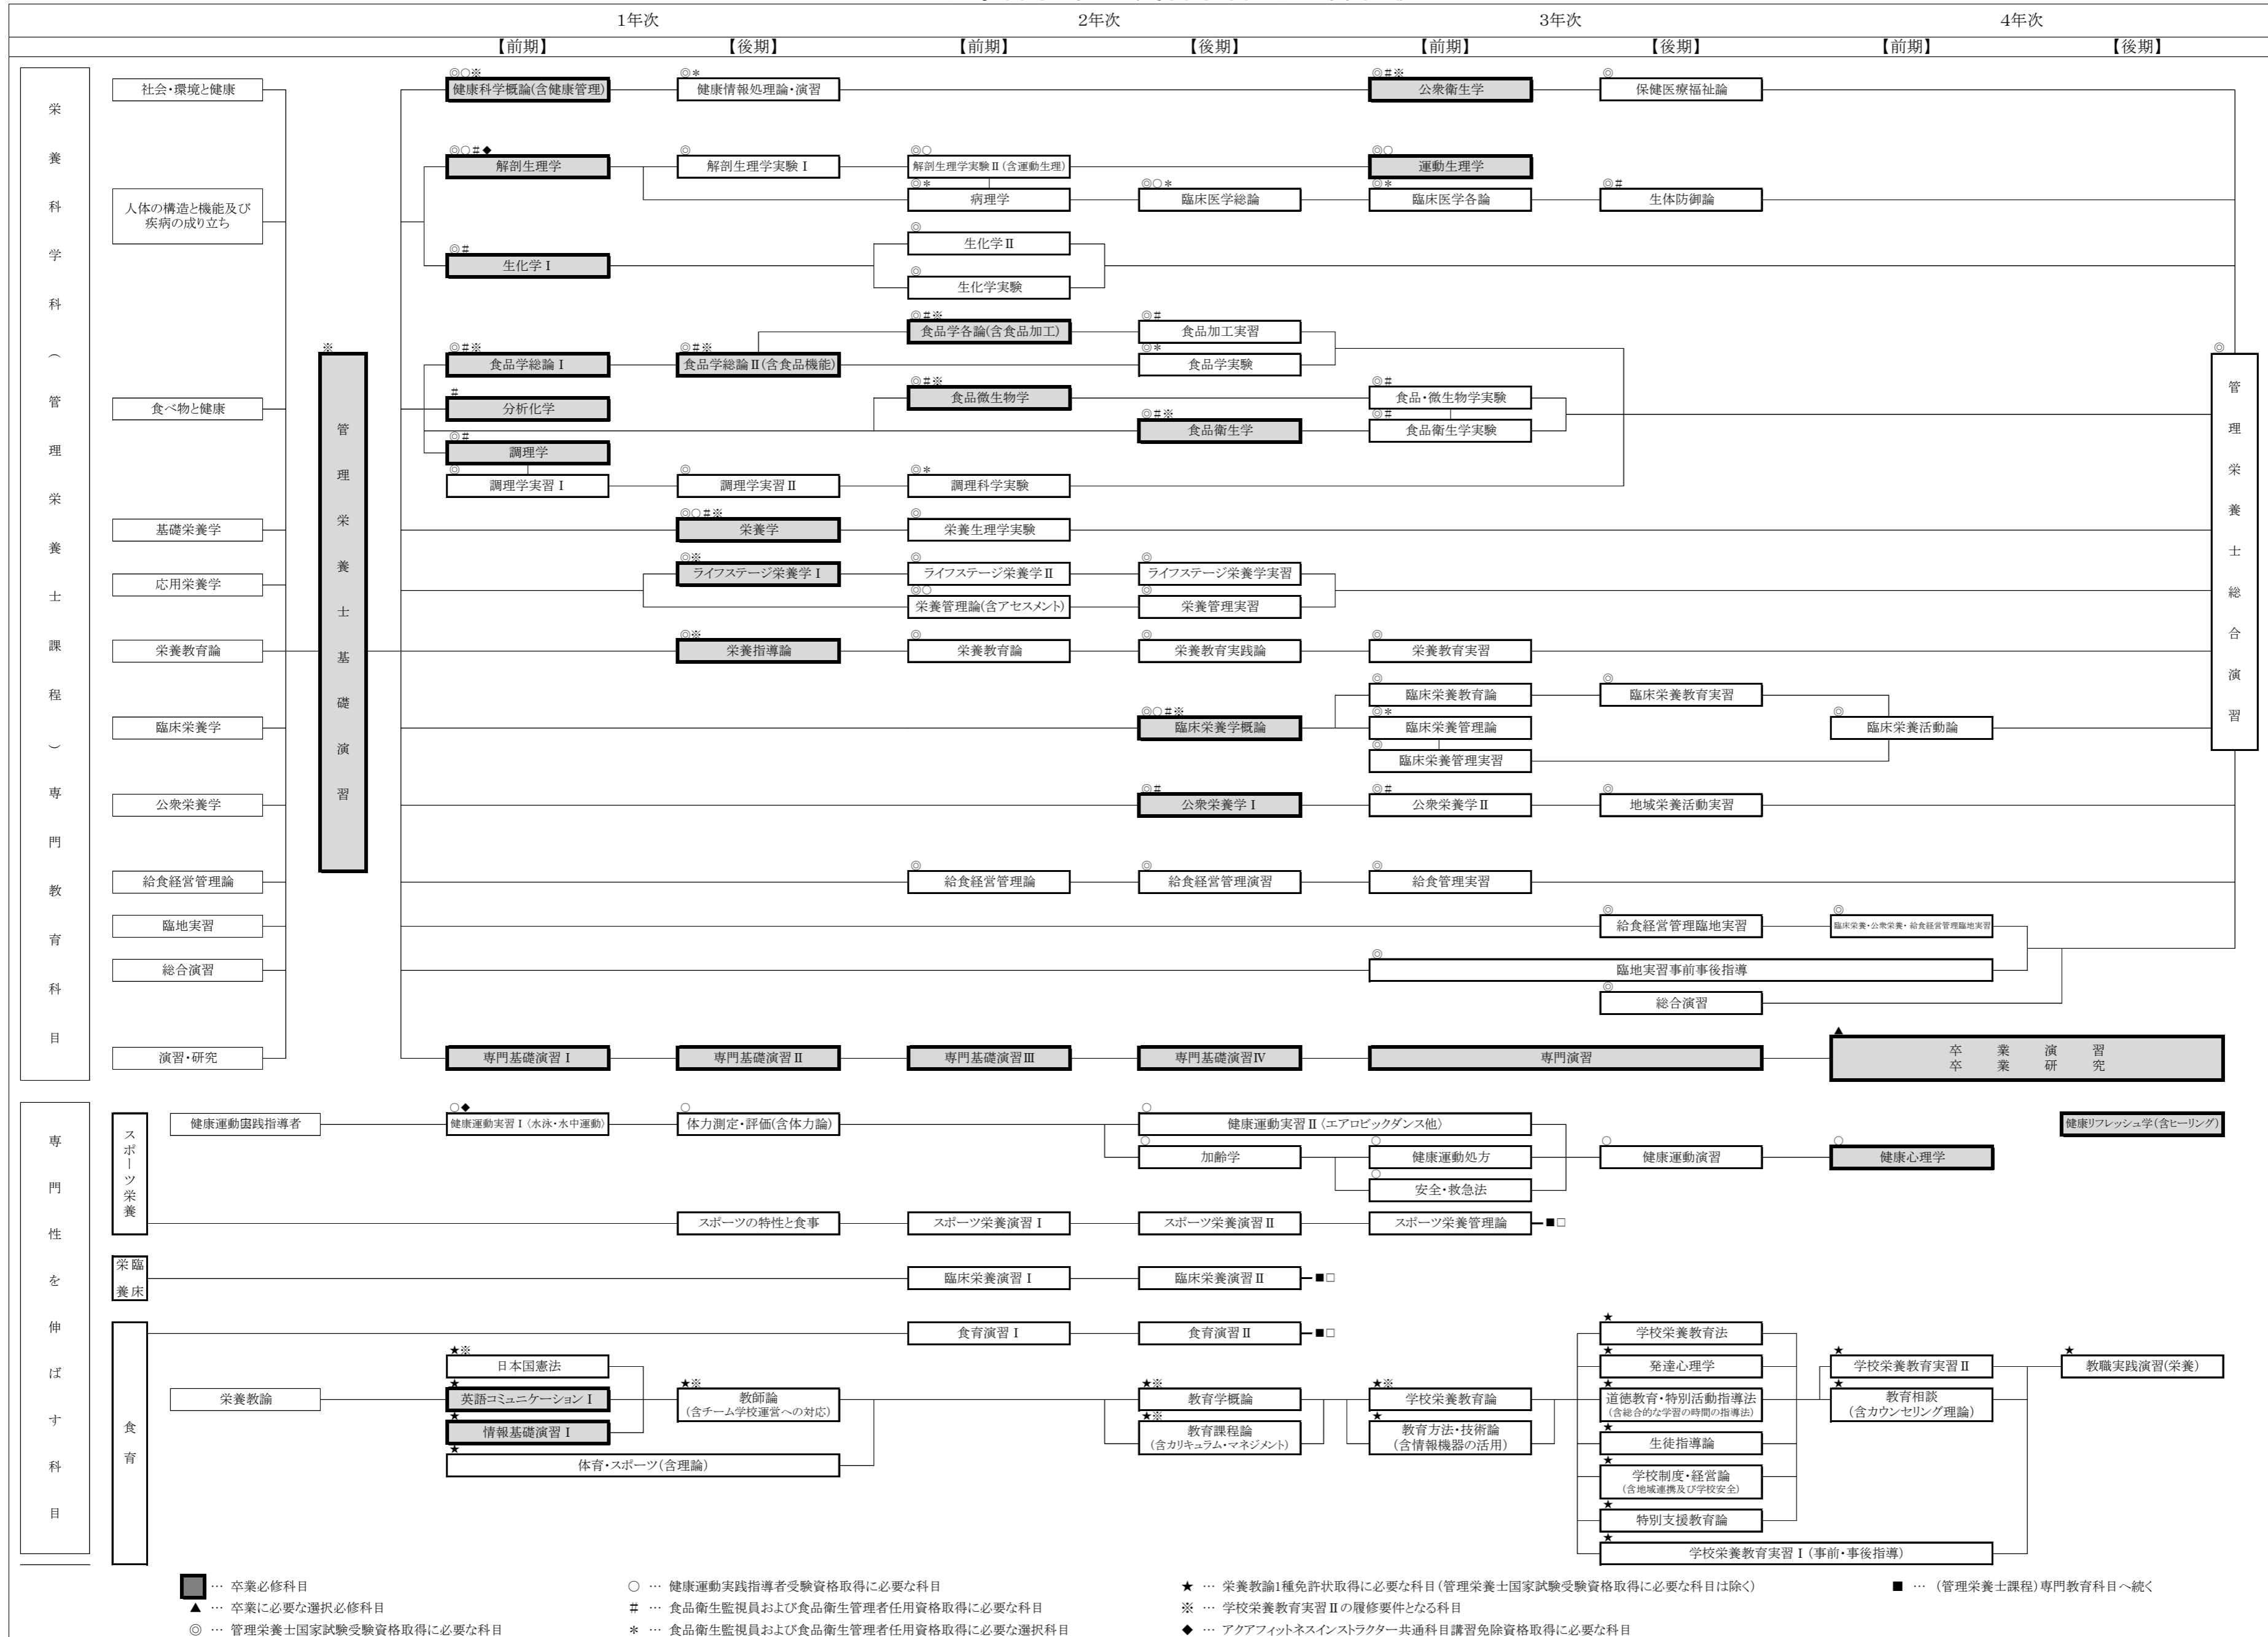 1年次 2年次 3年次 4年次
【前期】 【後期】 【前期】 【後期】 【前期】 【後期】 【前期】 【後期】
栄養科学科(管理栄養士課程)専門教育科目
※
管理栄養士基礎演習
◎
管理栄養士総合演習
◎○※ ◎* ◎#※ ◎
社会・環境と健康 健康科学概論(含健康管理) 健康情報処理論・演習 公衆衛生学 保健医療福祉論
◎○#◆ ◎ ◎○ ◎○
解剖生理学 解剖生理学実験Ⅰ 解剖生理学実験Ⅱ(含運動生理) 運動生理学
◎* ◎○* ◎* ◎#
人体の構造と機能及び
疾病の成り立ち
病理学 臨床医学総論 臨床医学各論 生体防御論
◎
生化学Ⅱ
◎#
生化学Ⅰ
◎
生化学実験
◎#※ ◎#
食品学各論(含食品加工) 食品加工実習
◎#※ ◎#※ ◎*
食品学総論Ⅰ 食品学総論Ⅱ(含食品機能) 食品学実験
# ◎#※ ◎#
食べ物と健康 分析化学 食品微生物学 食品・微生物学実験
◎#※ ◎#
食品衛生学 食品衛生学実験
◎#
調理学
◎ ◎ ◎*
調理学実習Ⅰ 調理学実習Ⅱ 調理科学実験
◎○#※ ◎
基礎栄養学 栄養学 栄養生理学実験
◎※ ◎ ◎
応用栄養学 ライフステージ栄養学Ⅰ ライフステージ栄養学Ⅱ ライフステージ栄養学実習
◎○ ◎
栄養管理論(含アセスメント) 栄養管理実習
◎※ ◎ ◎ ◎
栄養教育論 栄養指導論 栄養教育論 栄養教育実践論 栄養教育実習
◎ ◎
臨床栄養教育論 臨床栄養教育実習
◎○#※ ◎* ◎
臨床栄養学 臨床栄養学概論 臨床栄養管理論 臨床栄養活動論
◎
臨床栄養管理実習
◎# ◎# ◎
公衆栄養学 公衆栄養学Ⅰ 公衆栄養学Ⅱ 地域栄養活動実習
◎ ◎ ◎
給食経営管理論 給食経営管理論 給食経営管理演習 給食管理実習
◎ ◎
臨地実習 給食経営管理臨地実習 臨床栄養・公衆栄養・給食経営管理臨地実習
◎
総合演習 臨地実習事前事後指導
◎
総合演習
▲
演習・研究 専門基礎演習Ⅰ 専門基礎演習Ⅱ 専門基礎演習Ⅲ 専門基礎演習Ⅳ 専門演習 卒業演習
卒業研究
専門性を伸ばす科目
スポーツ栄養
○◆ ○ ○
健康運動実践指導者 健康運動実習Ⅰ〈水泳・水中運動〉 体力測定・評価(含体力論) 健康運動実習Ⅱ〈エアロビックダンス他〉 健康リフレッシュ学(含ヒーリング)
○ ○ ○ ○
加齢学 健康運動処方 健康運動演習 健康心理学
○
安全・救急法
スポーツの特性と食事 スポーツ栄養演習Ⅰ スポーツ栄養演習Ⅱ スポーツ栄養管理論 ■□
臨床栄養
臨床栄養演習Ⅰ 臨床栄養演習Ⅱ ■□
食育
食育演習Ⅰ 食育演習Ⅱ ■□
★
学校栄養教育法
★※ ★ ★ ★
日本国憲法 発達心理学 学校栄養教育実習Ⅱ 教職実践演習(栄養)
★ ★※ ★※ ★※ ★ ★
栄養教諭 英語コミュニケーションⅠ 教師論
(含チーム学校運営への対応)
教育学概論 学校栄養教育論 道徳教育・特別活動指導法
(含総合的な学習の時間の指導法)
教育相談
(含カウンセリング理論)
★ ★※ ★ ★
情報基礎演習Ⅰ 教育課程論
(含カリキュラム・マネジメント)
教育方法・技術論
(含情報機器の活用)
生徒指導論
★ ★
体育・スポーツ(含理論) 学校制度・経営論
(含地域連携及び学校安全)
★
特別支援教育論
★
学校栄養教育実習Ⅰ(事前・事後指導)
… 卒業必修科目
▲ … 卒業に必要な選択必修科目
◎ … 管理栄養士国家試験受験資格取得に必要な科目
○ … 健康運動実践指導者受験資格取得に必要な科目
# … 食品衛生監視員および食品衛生管理者任用資格取得に必要な科目
* … 食品衛生監視員および食品衛生管理者任用資格取得に必要な選択科目
★ … 栄養教諭1種免許状取得に必要な科目(管理栄養士国家試験受験資格取得に必要な科目は除く)
※ … 学校栄養教育実習Ⅱの履修要件となる科目
◆ … アクアフィットネスインストラクター共通科目講習免除資格取得に必要な科目
■ … (管理栄養士課程)専門教育科目へ続く